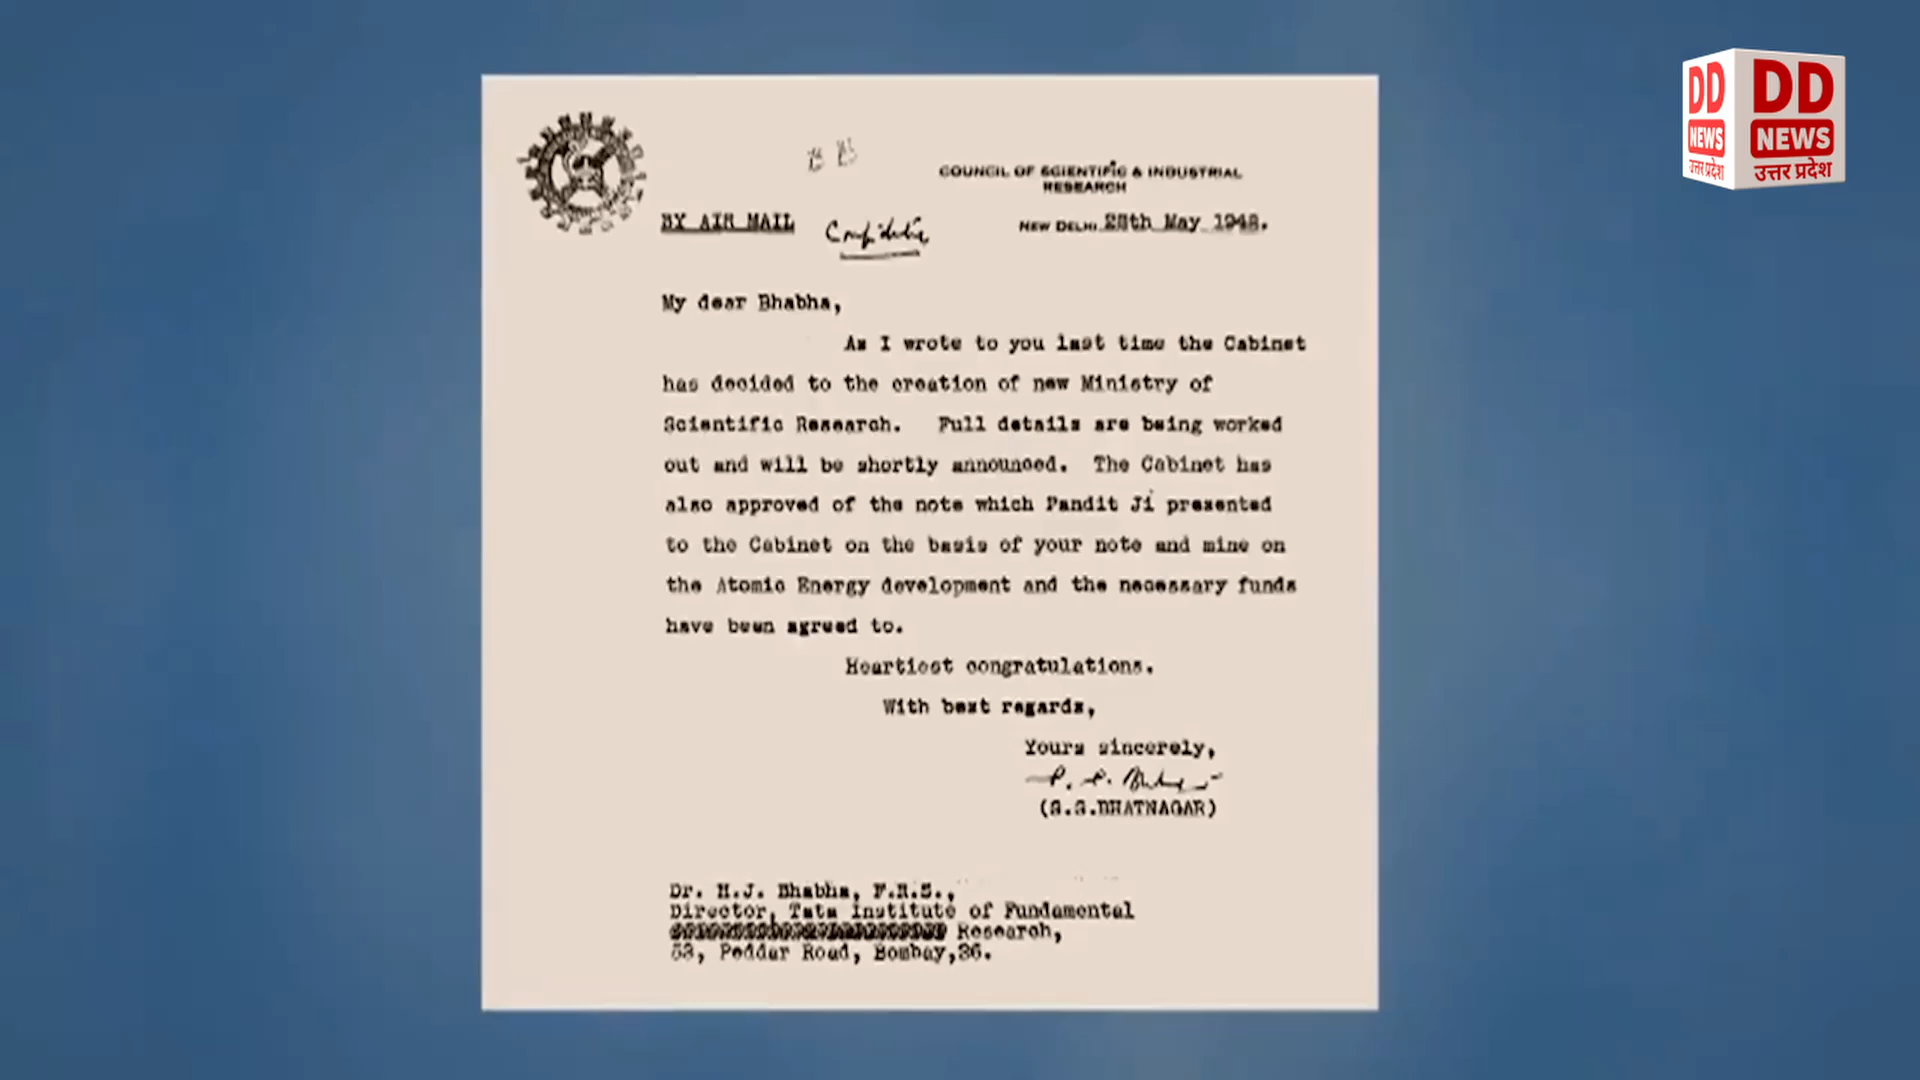 COUNCIL OF SCIENTIFIC & INDUSTRIAL
RESEARCH
BY AIR MAIL
Confidential
NEW DELHI 28th May 1948.
My dear Bhabha,
As I wrote to you last time the Cabinet
has decided to the creation of new Ministry of
Scientific Research. Full details are being worked
out and will be shortly announced. The Cabinet has
also approved of the note which Pandit Ji presented
to the Cabinet on the basis of your note and mine on
the Atomic Energy development and the necessary funds
have been agreed to.
Heartiest congratulations.
With best regards,
Yours sincerely,
(S.S.BHATNAGAR)
Dr. H.J. Bhabha, F.R.S.,
Director, Tata Institute of Fundamental
Research,
53, Peddar Road, Bombay,26.
DD
NEWS
उत्तर प्रदेश
DD
NEWS
उत्तर प्रदेश